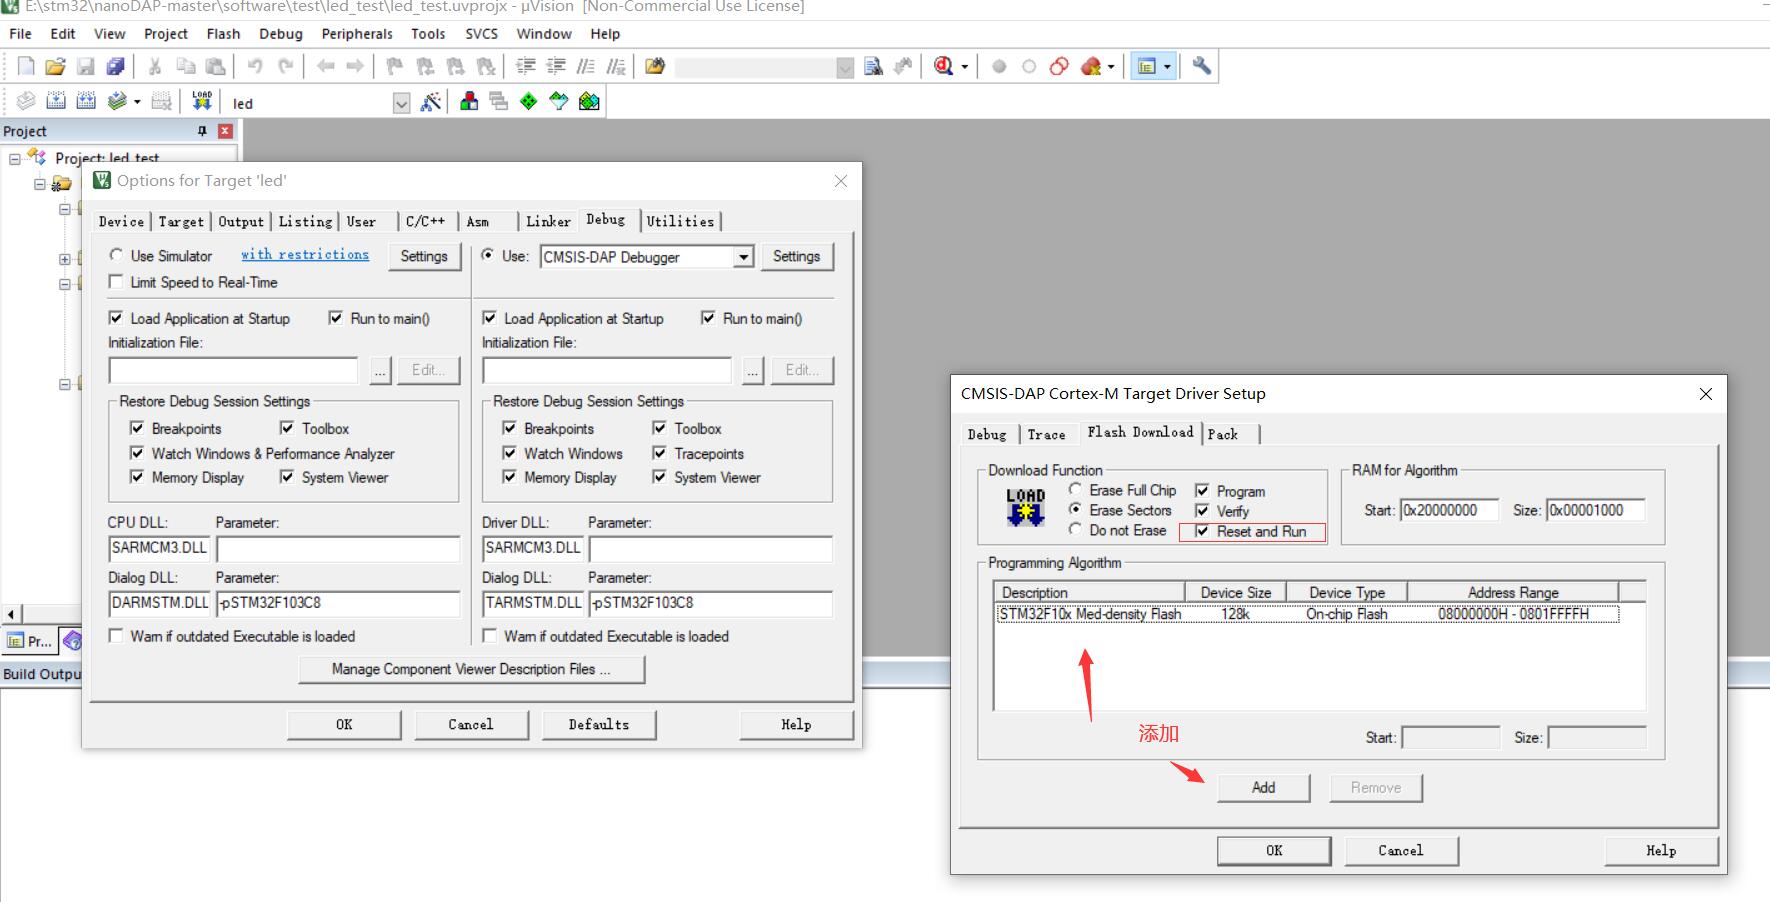 E:\stm32\nanoDAP-master\software\test\led_test\led_test.uvprojx - µVision [Non-Commercial Use License]
File Edit View Project Flash Debug Peripherals Tools SVCS Window Help
LOAD led
Project
Project: led_test
Options for Target 'led'
Device Target Output Listing User C/C++ Asm Linker Debug Utilities
Use Simulator with restrictions Settings Use: CMSIS-DAP Debugger Settings
Limit Speed to Real-Time
Load Application at Startup Run to main() Load Application at Startup Run to main()
Initialization File: Initialization File:
... Edit... ... Edit...
Restore Debug Session Settings Restore Debug Session Settings
Breakpoints Toolbox Breakpoints Toolbox
Watch Windows & Performance Analyzer Watch Windows Tracepoints
Memory Display System Viewer Memory Display System Viewer
CPU DLL: Parameter: Driver DLL: Parameter:
SARMCM3.DLL SARMCM3.DLL
Dialog DLL: Parameter: Dialog DLL: Parameter:
DARMSTM.DLL -pSTM32F103C8 TARMSTM.DLL -pSTM32F103C8
Warn if outdated Executable is loaded Warn if outdated Executable is loaded
Manage Component Viewer Description Files ...
OK Cancel Defaults Help
Pr...
Build Outpu
CMSIS-DAP Cortex-M Target Driver Setup
Debug Trace Flash Download Pack
Download Function RAM for Algorithm
LOAD Erase Full Chip Program
Erase Sectors Verify Start: 0x20000000 Size: 0x00001000
Do not Erase Reset and Run
Programming Algorithm
Description Device Size Device Type Address Range
STM32F10x Med-density Flash 128k On-chip Flash 08000000H - 0801FFFFH
添加
Start: Size:
Add Remove
OK Cancel Help